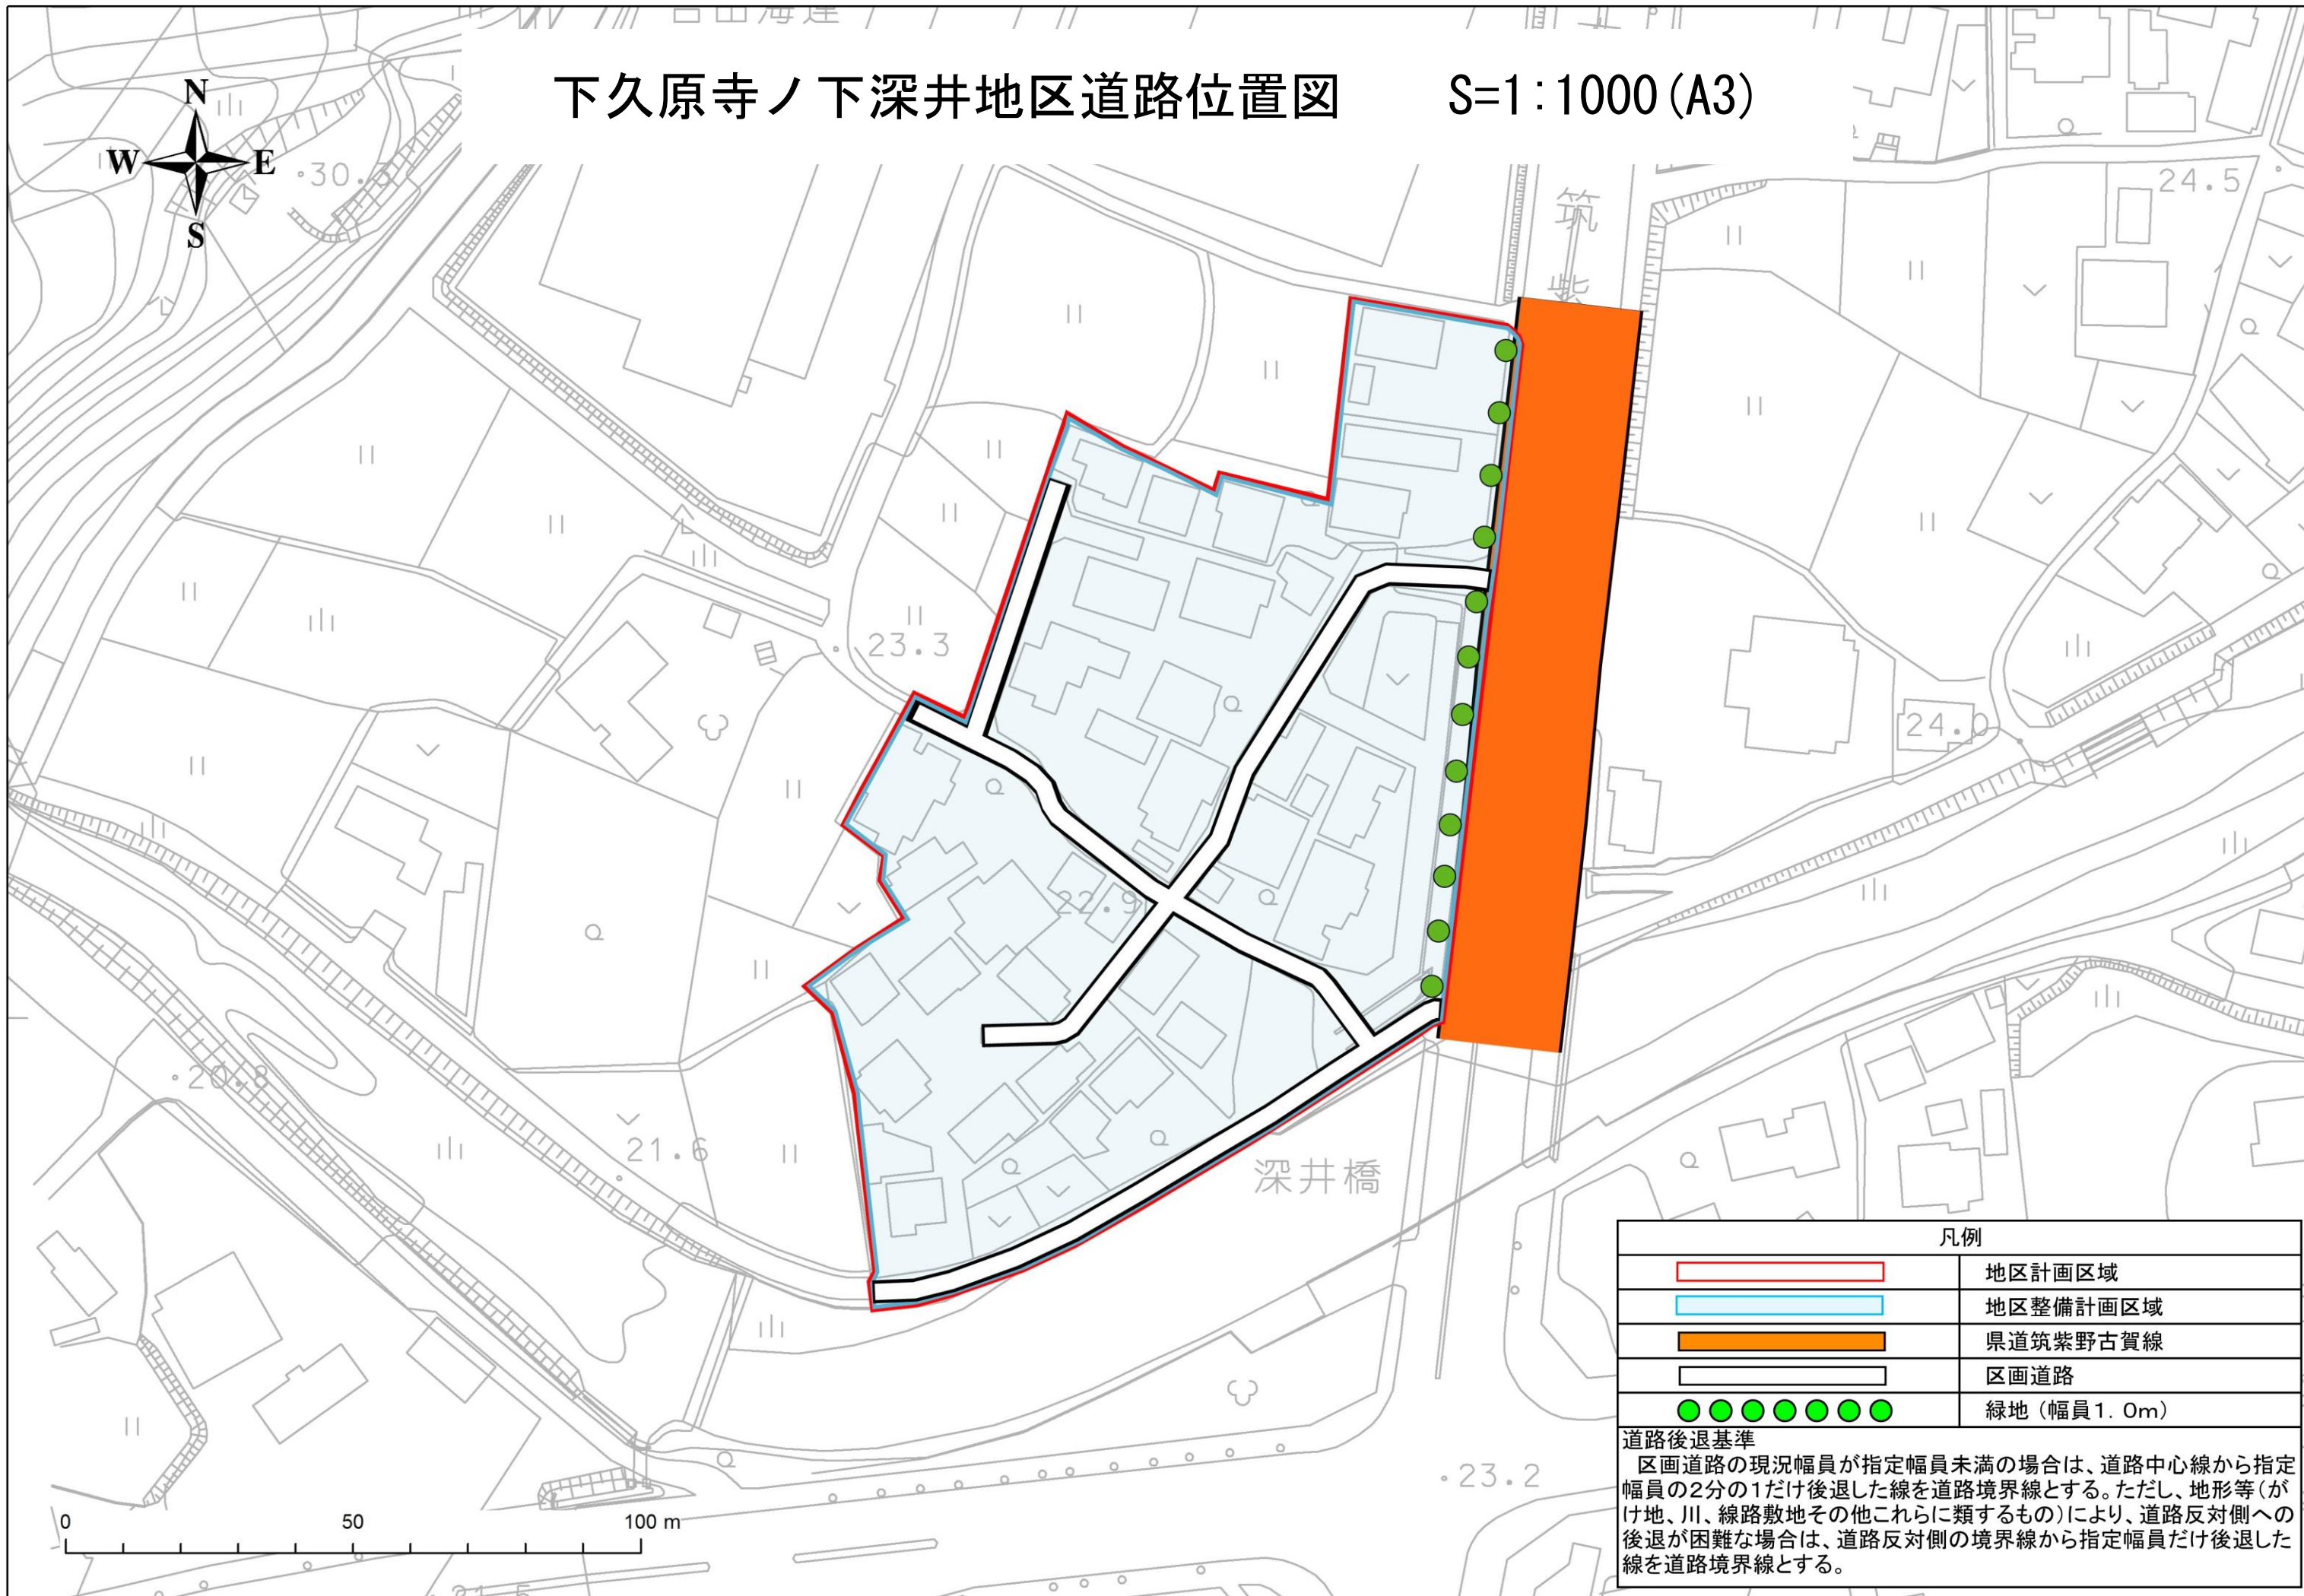 下久原寺ノ下深井地区道路位置図 S=1:1000(A3)
N
W E
S
30.3
24.5
筑
紫
23.3
24.0
22.9
20.8
21.6
深井橋
23.2
0 50 100 m
凡例
地区計画区域
地区整備計画区域
県道筑紫野古賀線
区画道路
緑地(幅員1.0m)
道路後退基準
区画道路の現況幅員が指定幅員未満の場合は、道路中心線から指定
幅員の2分の1だけ後退した線を道路境界線とする。ただし、地形等(が
け地、川、線路敷地その他これらに類するもの)により、道路反対側への
後退が困難な場合は、道路反対側の境界線から指定幅員だけ後退した
線を道路境界線とする。